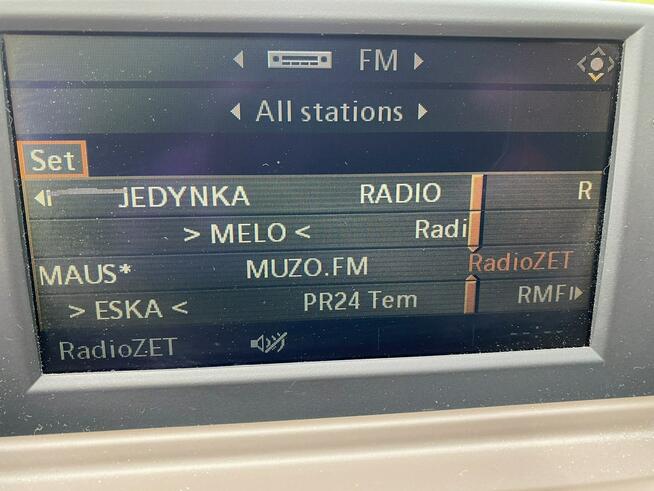 FM
All stations
Set
JEDYNKA RADIO R
> MELO < Radi
MAUS* MUZO.FM RadioZET
> ESKA < PR24 Tem RMF
RadioZET